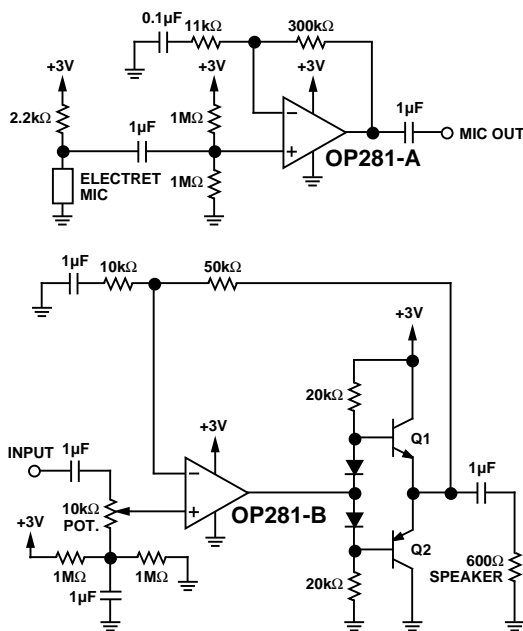 0.1µF
11kΩ
300kΩ
+3V
+3V
+3V
2.2kΩ
1MΩ
1µF
1µF
−
+
MIC OUT
OP281-A
ELECTRET
MIC
1MΩ
1µF
10kΩ
50kΩ
+3V
20kΩ
Q1
+3V
INPUT
1µF
−
+
1µF
10kΩ
POT.
OP281-B
+3V
Q2
1MΩ
1MΩ
1µF
20kΩ
600Ω
SPEAKER